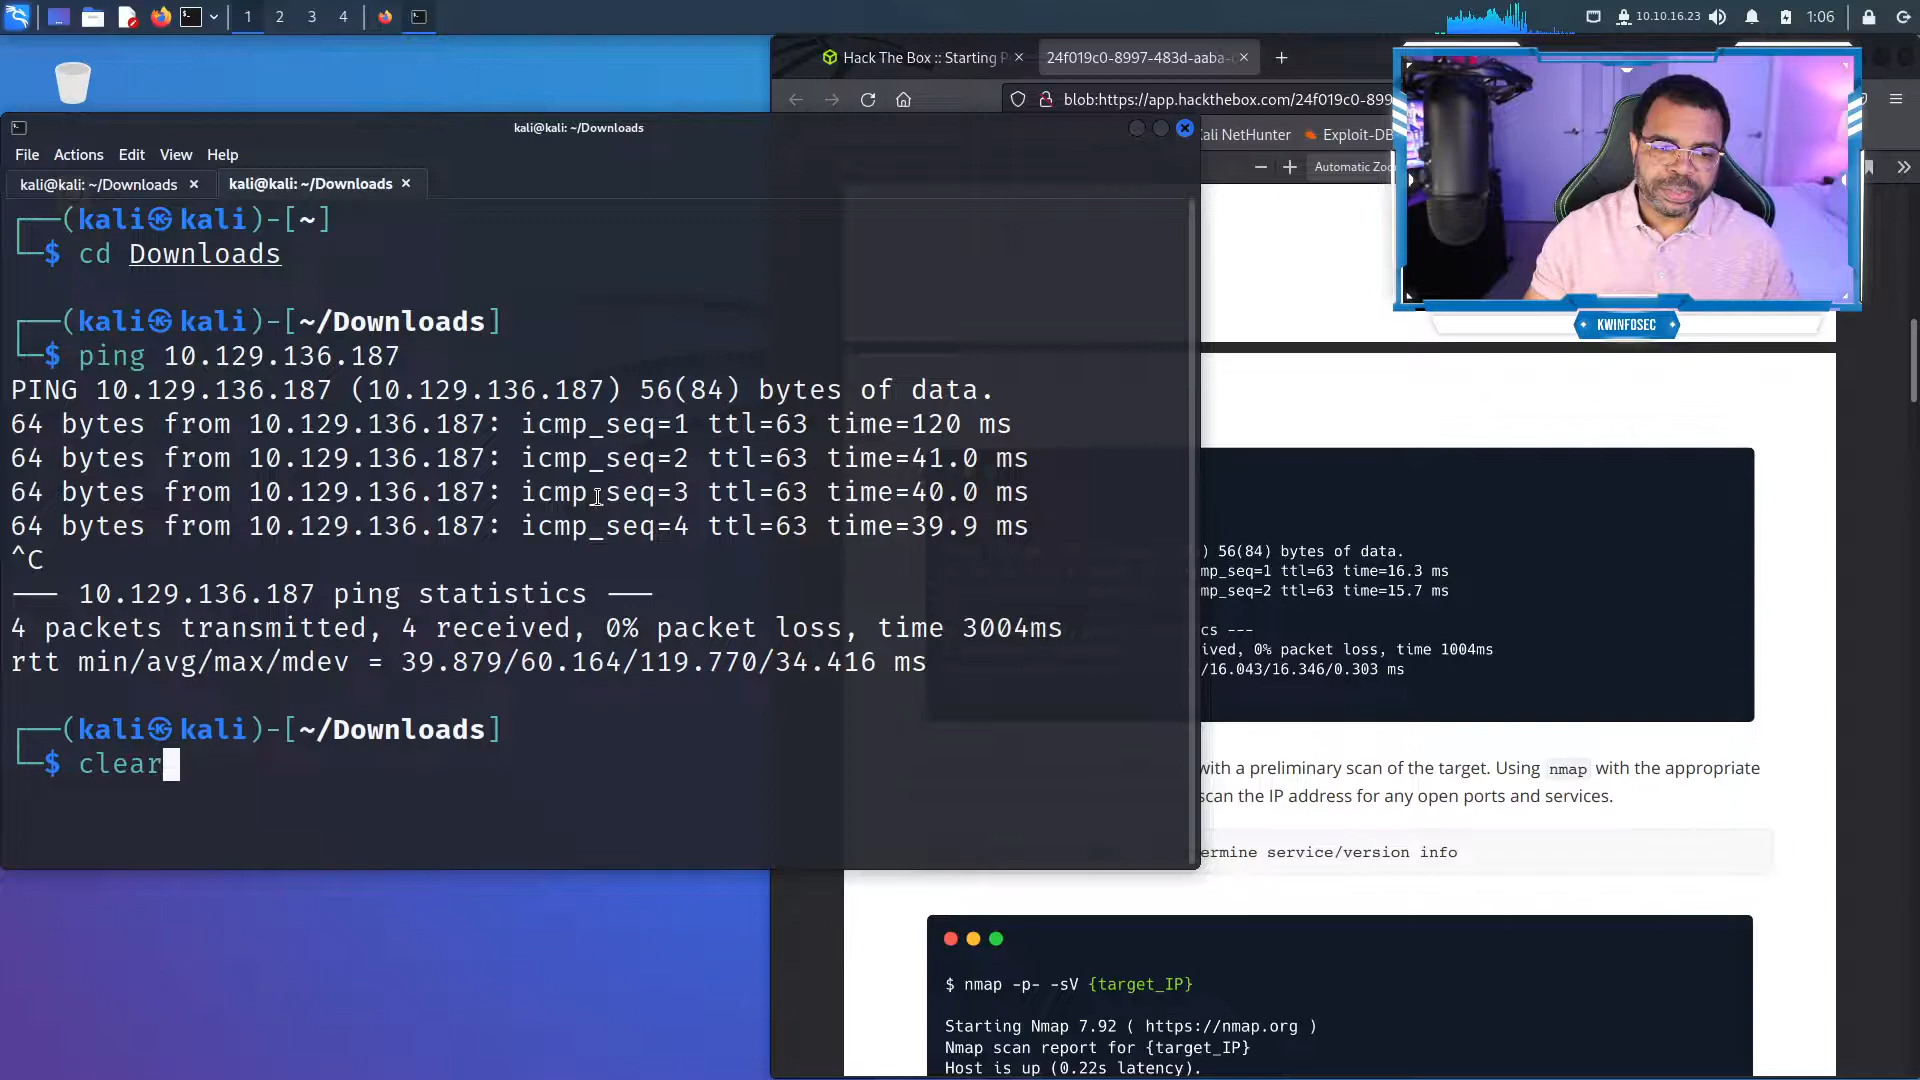 1 2 3 4
10.10.16.23
1:06
Hack The Box :: Starting P
24f019c0-8997-483d-aaba-
blob:https://app.hackthebox.com/24f019c0-899
Kali NetHunter
Exploit-DB
Automatic Zoo
kali@kali: ~/Downloads
File Actions Edit View Help
kali@kali: ~/Downloads
kali@kali: ~/Downloads
(kali㉿kali)-[~]
$ cd Downloads
(kali㉿kali)-[~/Downloads]
$ ping 10.129.136.187
PING 10.129.136.187 (10.129.136.187) 56(84) bytes of data.
64 bytes from 10.129.136.187: icmp_seq=1 ttl=63 time=120 ms
64 bytes from 10.129.136.187: icmp_seq=2 ttl=63 time=41.0 ms
64 bytes from 10.129.136.187: icmp_seq=3 ttl=63 time=40.0 ms
64 bytes from 10.129.136.187: icmp_seq=4 ttl=63 time=39.9 ms
^C
--- 10.129.136.187 ping statistics ---
4 packets transmitted, 4 received, 0% packet loss, time 3004ms
rtt min/avg/max/mdev = 39.879/60.164/119.770/34.416 ms
(kali㉿kali)-[~/Downloads]
$ clear
KWINFOSEC
) 56(84) bytes of data.
mp_seq=1 ttl=63 time=16.3 ms
mp_seq=2 ttl=63 time=15.7 ms
cs ---
ived, 0% packet loss, time 1004ms
/16.043/16.346/0.303 ms
with a preliminary scan of the target. Using nmap with the appropriate
scan the IP address for any open ports and services.
ermine service/version info
$ nmap -p- -sV {target_IP}
Starting Nmap 7.92 ( https://nmap.org )
Nmap scan report for {target_IP}
Host is up (0.22s latency).